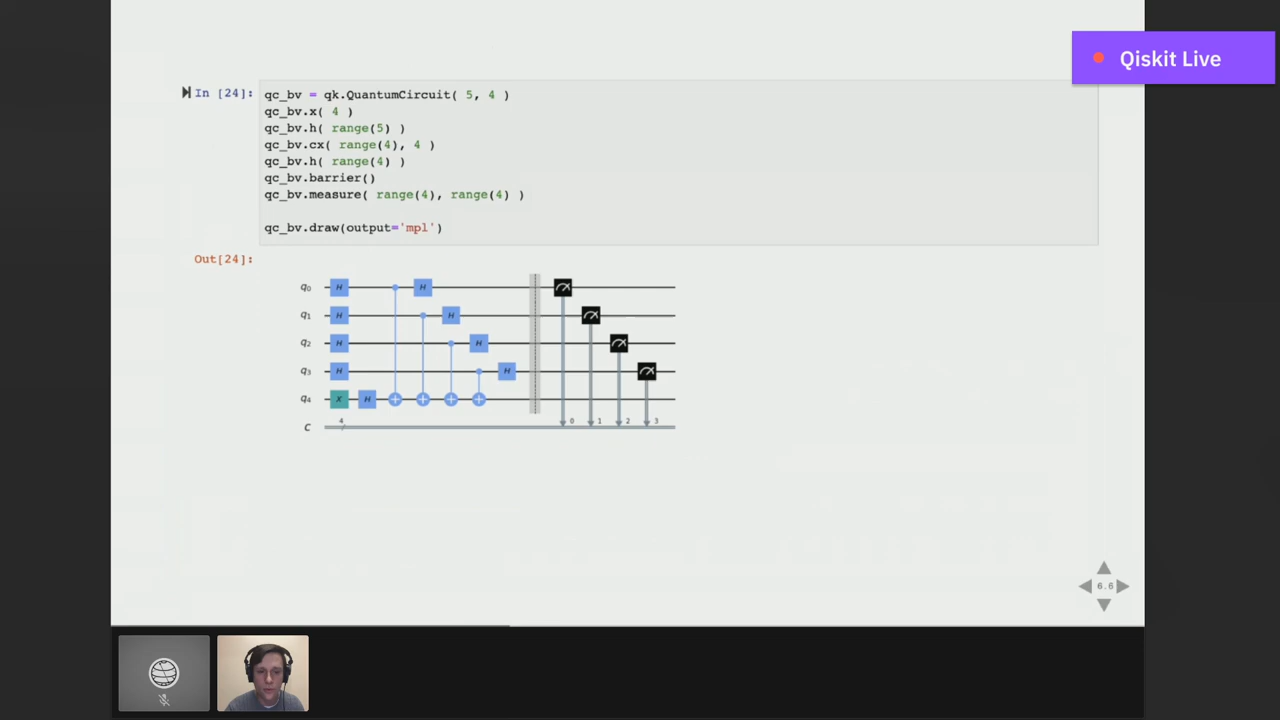 Qiskit Live
In [24]:
qc_bv = qk.QuantumCircuit( 5, 4 )
qc_bv.x( 4 )
qc_bv.h( range(5) )
qc_bv.cx( range(4), 4 )
qc_bv.h( range(4) )
qc_bv.barrier()
qc_bv.measure( range(4), range(4) )
qc_bv.draw(output='mpl')
Out[24]:
q0 H H
q1 H H
q2 H H
q3 H H
q4 X H
C 4 0 1 2 3
6.6